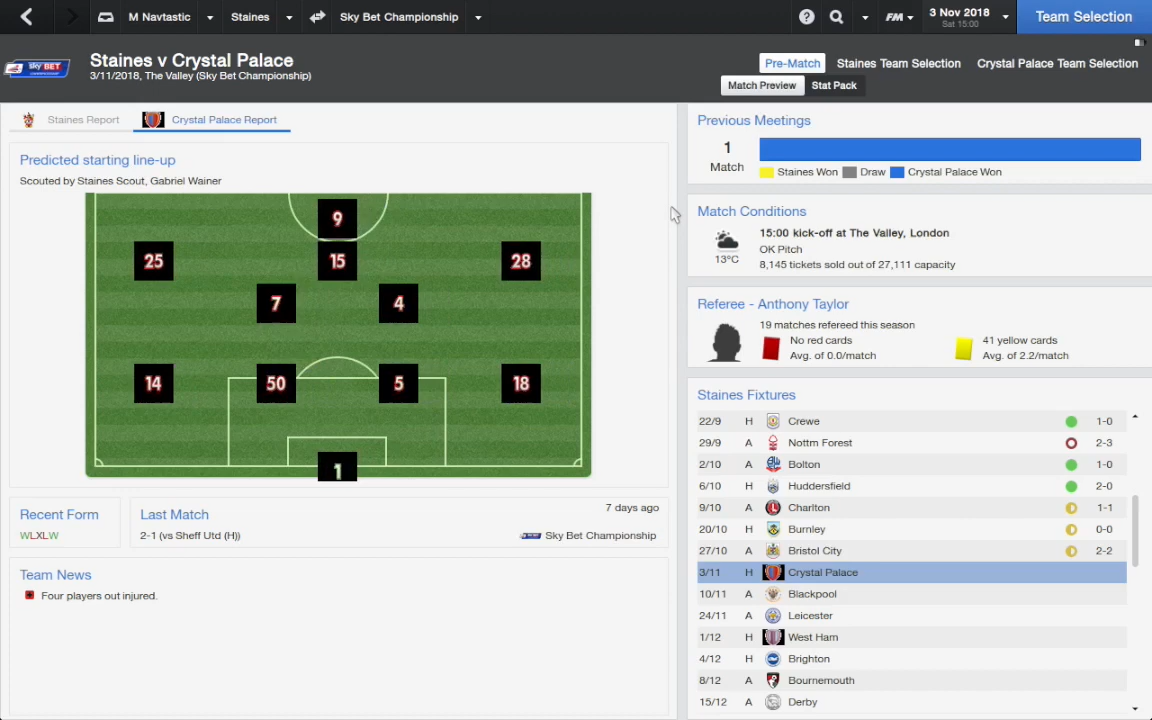 M Navtastic
Staines
Sky Bet Championship
?
FM
3 Nov 2018
Sat 15:00
Team Selection
sky BET
Staines v Crystal Palace
3/11/2018, The Valley (Sky Bet Championship)
Pre-Match
Staines Team Selection
Crystal Palace Team Selection
Match Preview
Stat Pack
Staines Report
Crystal Palace Report
Predicted starting line-up
Scouted by Staines Scout, Gabriel Wainer
9
25
15
28
7
4
14
50
5
18
1
Recent Form
WLXLW
Last Match
7 days ago
2-1 (vs Sheff Utd (H))
Sky Bet Championship
Team News
Four players out injured.
Previous Meetings
1
Match
Staines Won
Draw
Crystal Palace Won
Match Conditions
13°C
15:00 kick-off at The Valley, London
OK Pitch
8,145 tickets sold out of 27,111 capacity
Referee - Anthony Taylor
19 matches refereed this season
No red cards
Avg. of 0.0/match
41 yellow cards
Avg. of 2.2/match
Staines Fixtures
22/9 H Crewe 1-0
29/9 A Nottm Forest 2-3
2/10 A Bolton 1-0
6/10 H Huddersfield 2-0
9/10 A Charlton 1-1
20/10 H Burnley 0-0
27/10 A Bristol City 2-2
3/11 H Crystal Palace
10/11 A Blackpool
24/11 A Leicester
1/12 H West Ham
4/12 H Brighton
8/12 A Bournemouth
15/12 A Derby